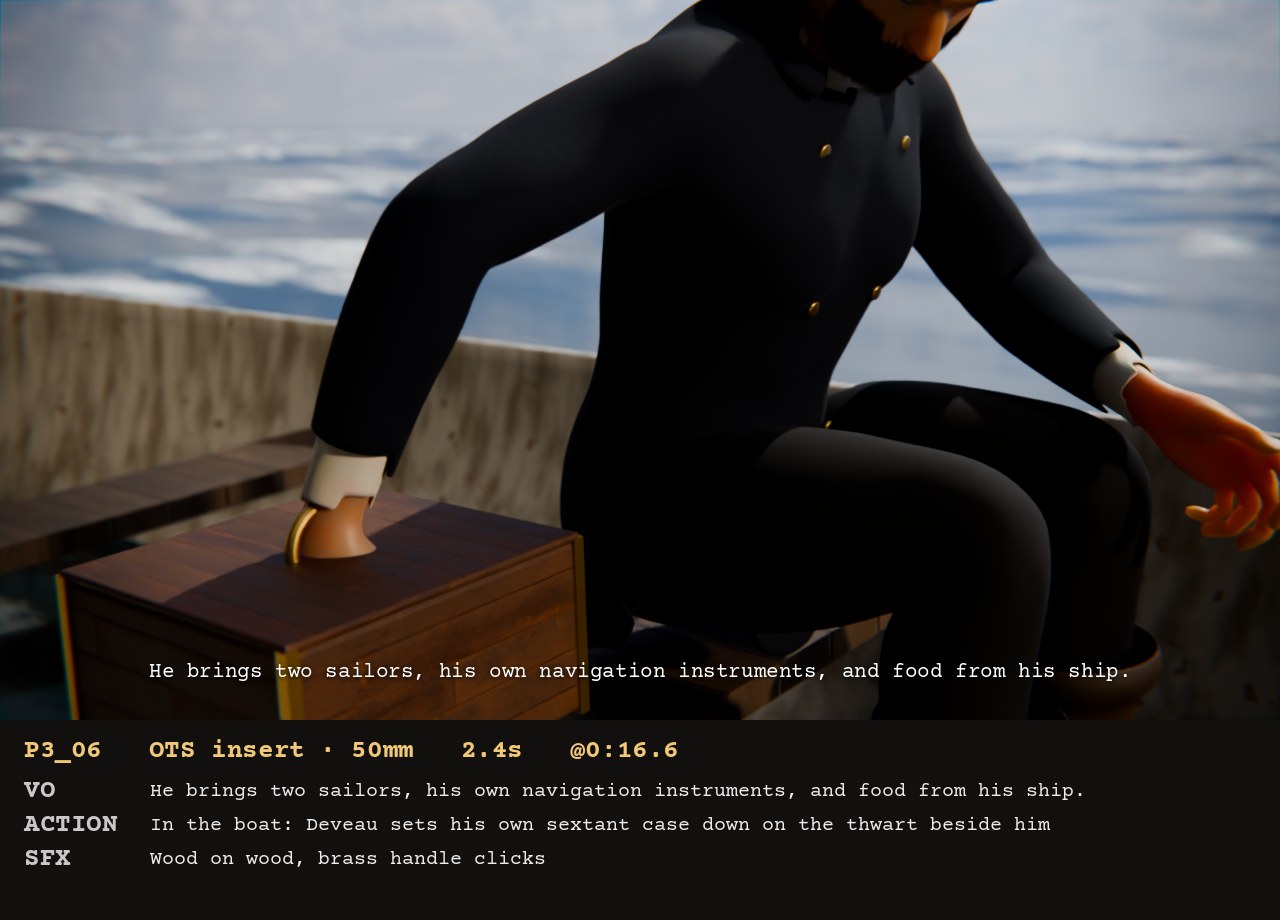 He brings two sailors, his own navigation instruments, and food from his ship.
P3_06 OTS insert · 50mm 2.4s @0:16.6
VO He brings two sailors, his own navigation instruments, and food from his ship.
ACTION In the boat: Deveau sets his own sextant case down on the thwart beside him
SFX Wood on wood, brass handle clicks